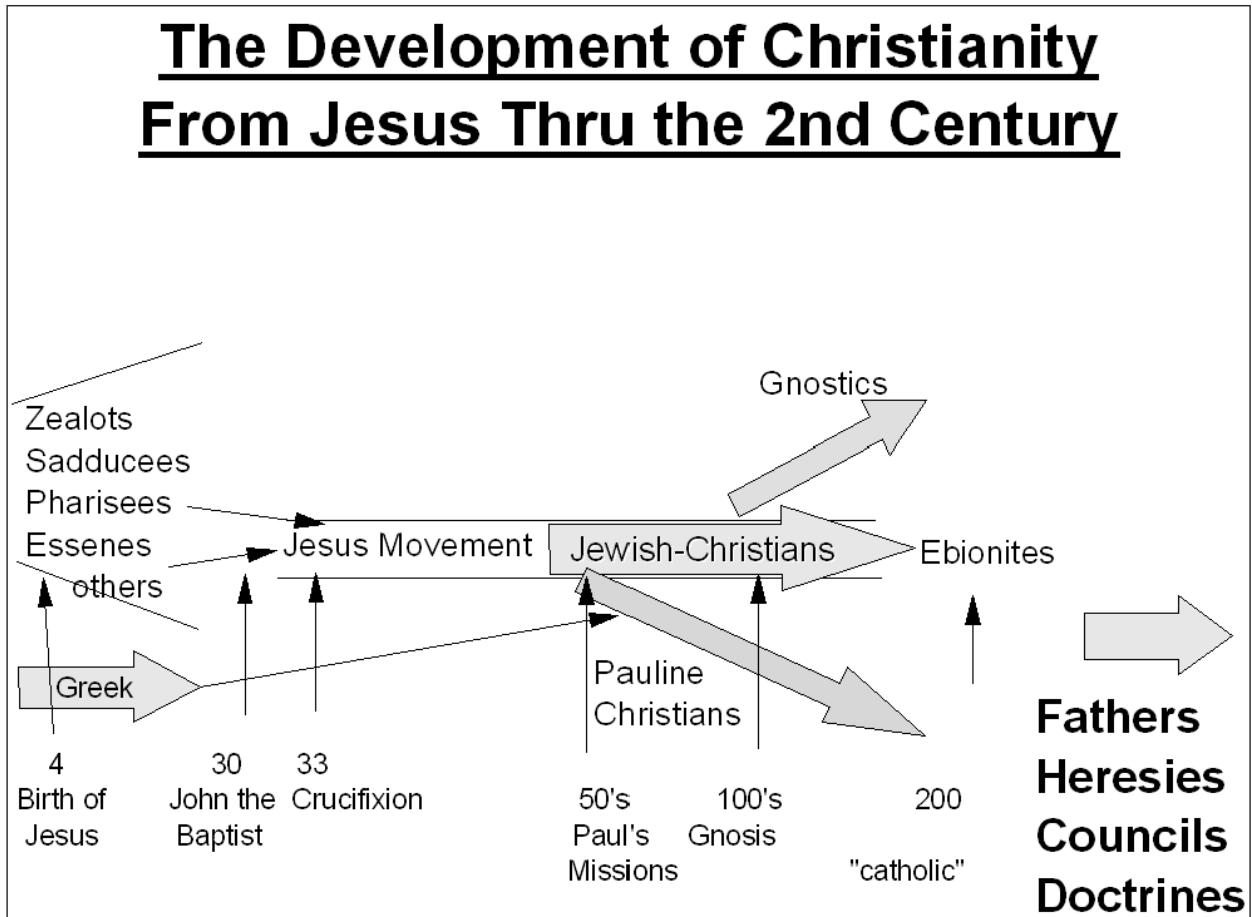 The Development of Christianity
From Jesus Thru the 2nd Century
Gnostics
Zealots
Sadducees
Pharisees
Essenes
others
Jesus Movement
Jewish-Christians
Ebionites
Greek
Pauline
Christians
4
Birth of
Jesus
30
John the
Baptist
33
Crucifixion
50's
Paul's
Missions
100's
Gnosis
200
"catholic"
Fathers
Heresies
Councils
Doctrines